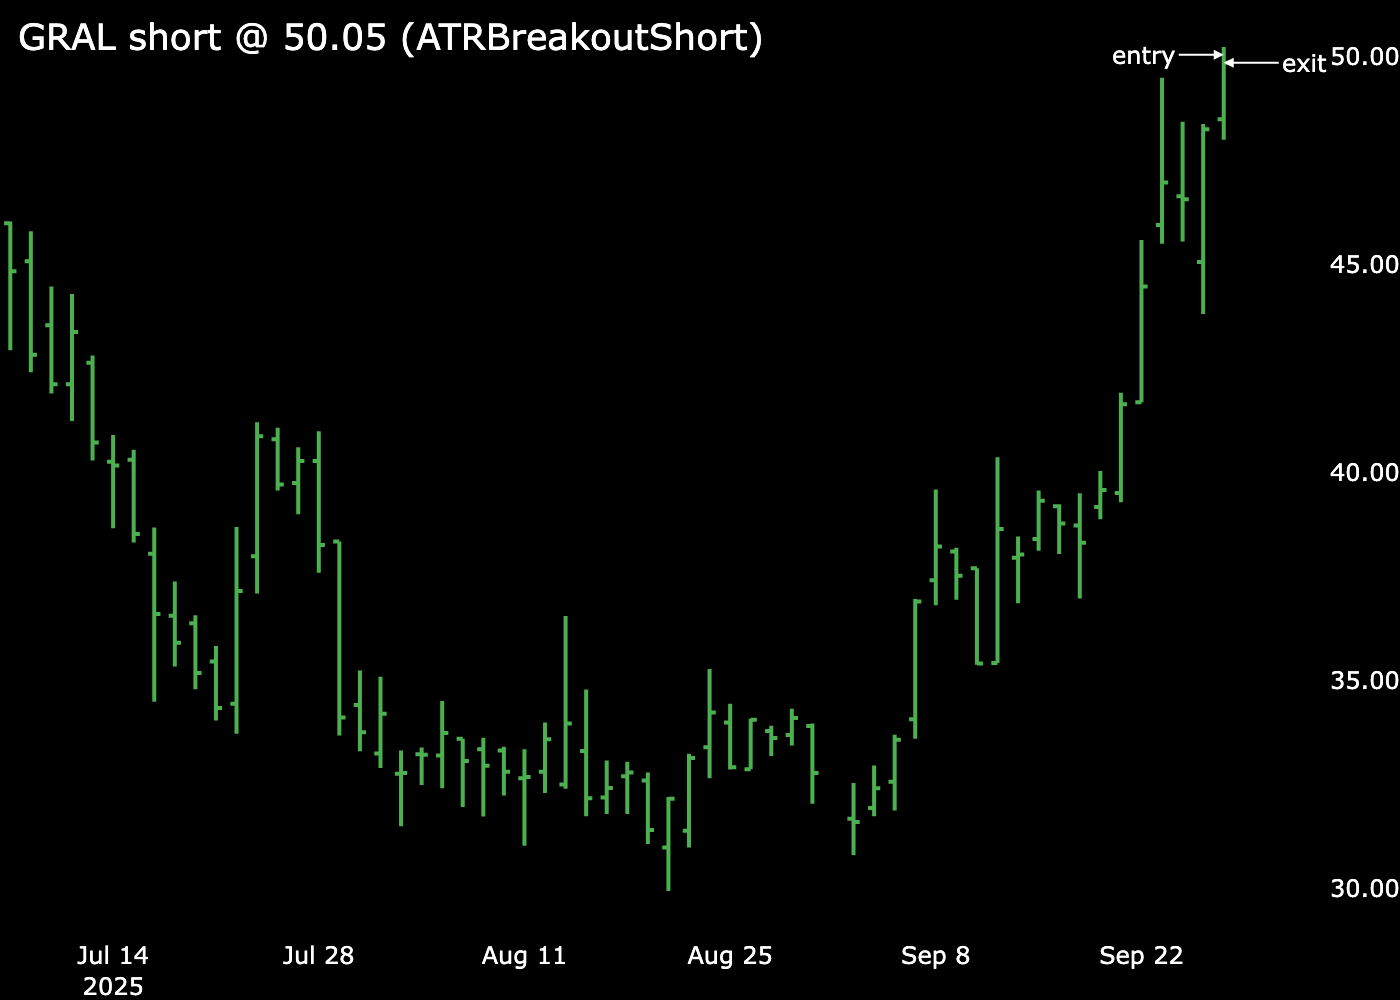 GRAL short @ 50.05 (ATRBreakoutShort)
entry
exit
50.00
45.00
40.00
35.00
30.00
Jul 14
2025
Jul 28
Aug 11
Aug 25
Sep 8
Sep 22